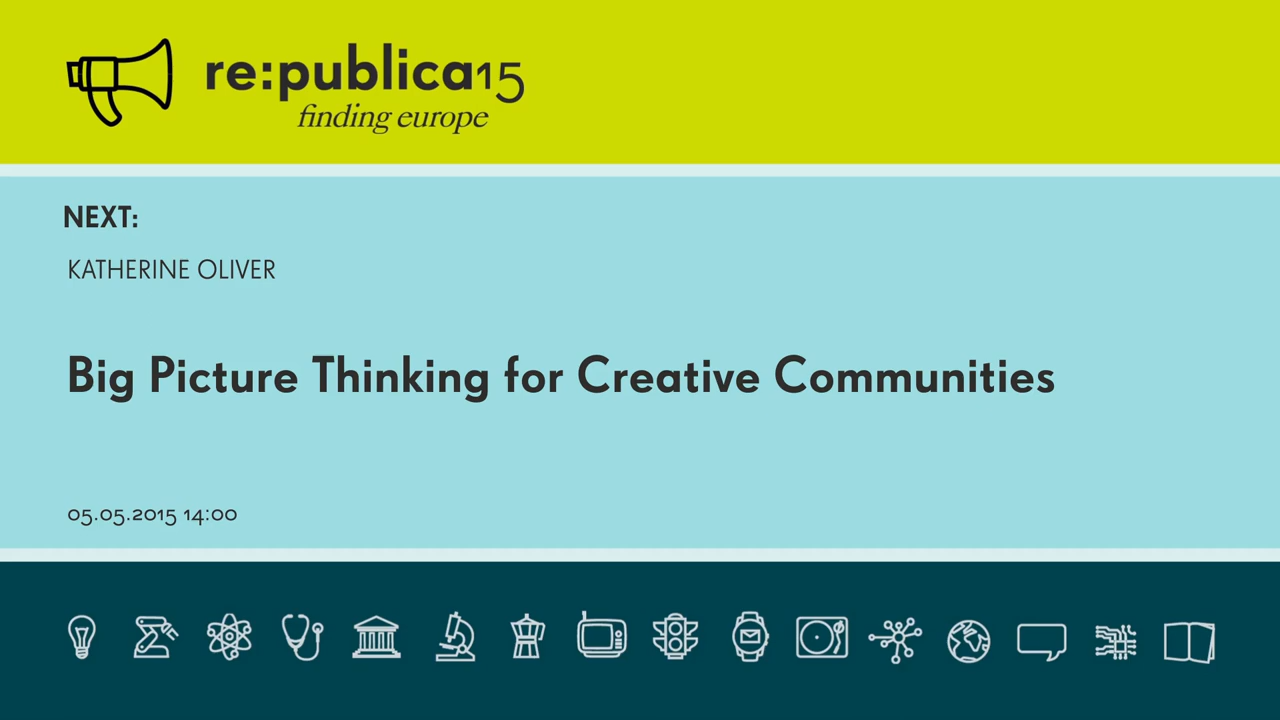 re:publica15
finding europe
NEXT:
KATHERINE OLIVER
Big Picture Thinking for Creative Communities
05.05.2015 14:00